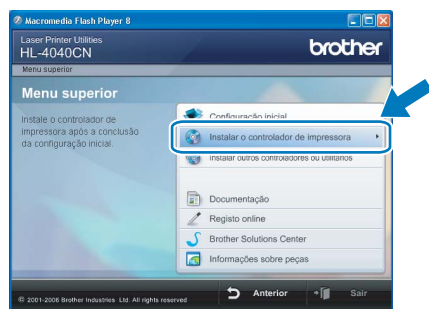 Macromedia Flash Player 8
Laser Printer Utilities
HL-4040CN
brother
Menu superior
Menu superior
Instale o controlador de
impressora após a conclusão
da configuração inicial.
Configuração inicial
Instalar o controlador de impressora
Instalar outros controladores ou utilitários
Documentação
Registo online
Brother Solutions Center
Informações sobre peças
© 2001-2006 Brother Industries Ltd. All rights reserved
Anterior
Sair